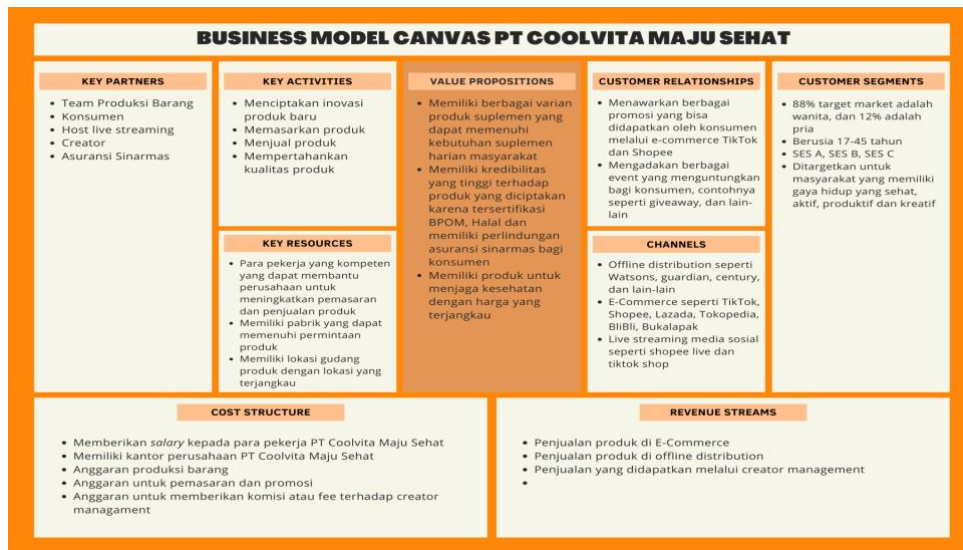 BUSINESS MODEL CANVAS PT COOLVITA MAJU SEHAT
KEY PARTNERS
• Team Produksi Barang
• Konsumen
• Host live streaming
• Creator
• Asuransi Sinarmas
KEY ACTIVITIES
• Menciptakan inovasi
produk baru
• Memasarkan produk
• Menjual produk
• Mempertahankan
kualitas produk
KEY RESOURCES
• Para pekerja yang kompeten
yang dapat membantu
perusahaan untuk
meningkatkan pemasaran
dan penjualan produk
• Memiliki pabrik yang dapat
memenuhi permintaan
produk
• Memiliki lokasi gudang
produk dengan lokasi yang
terjangkau
VALUE PROPOSITIONS
• Memiliki berbagai varian
produk suplemen yang
dapat memenuhi
kebutuhan suplemen
harian masyarakat
• Memiliki kredibilitas
yang tinggi terhadap
produk yang diciptakan
karena tersertifikasi
BPOM, Halal dan
memiliki perlindungan
asuransi sinarmas bagi
konsumen
• Memiliki produk untuk
menjaga kesehatan
dengan harga yang
terjangkau
CUSTOMER RELATIONSHIPS
• Menawarkan berbagai
promosi yang bisa
didapatkan oleh konsumen
melalui e-commerce TikTok
dan Shopee
• Mengadakan berbagai
event yang menguntungkan
bagi konsumen, contohnya
seperti giveaway, dan lain-
lain
CHANNELS
• Offline distribution seperti
Watsons, guardian, century,
dan lain-lain
• E-Commerce seperti TikTok,
Shopee, Lazada, Tokopedia,
BliBli, Bukalapak
• Live streaming media sosial
seperti shopee live dan
tiktok shop
CUSTOMER SEGMENTS
• 88% target market adalah
wanita, dan 12% adalah
pria
• Berusia 17-45 tahun
• SES A, SES B, SES C
• Ditargetkan untuk
masyarakat yang memiliki
gaya hidup yang sehat,
aktif, produktif dan kreatif
COST STRUCTURE
• Memberikan salary kepada para pekerja PT Coolvita Maju Sehat
• Memiliki kantor perusahaan PT Coolvita Maju Sehat
• Anggaran produksi barang
• Anggaran untuk pemasaran dan promosi
• Anggaran untuk memberikan komisi atau fee terhadap creator
managament
REVENUE STREAMS
• Penjualan produk di E-Commerce
• Penjualan produk di offline distribution
• Penjualan yang didapatkan melalui creator management
•